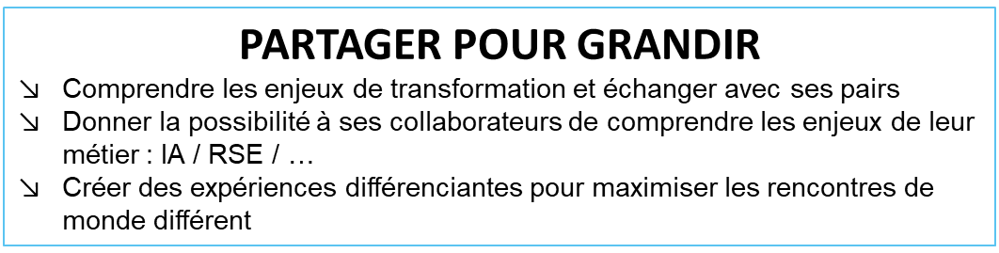 PARTAGER POUR GRANDIR
↘ Comprendre les enjeux de transformation et échanger avec ses pairs
↘ Donner la possibilité à ses collaborateurs de comprendre les enjeux de leur
métier : IA / RSE / …
↘ Créer des expériences différenciantes pour maximiser les rencontres de
monde différent